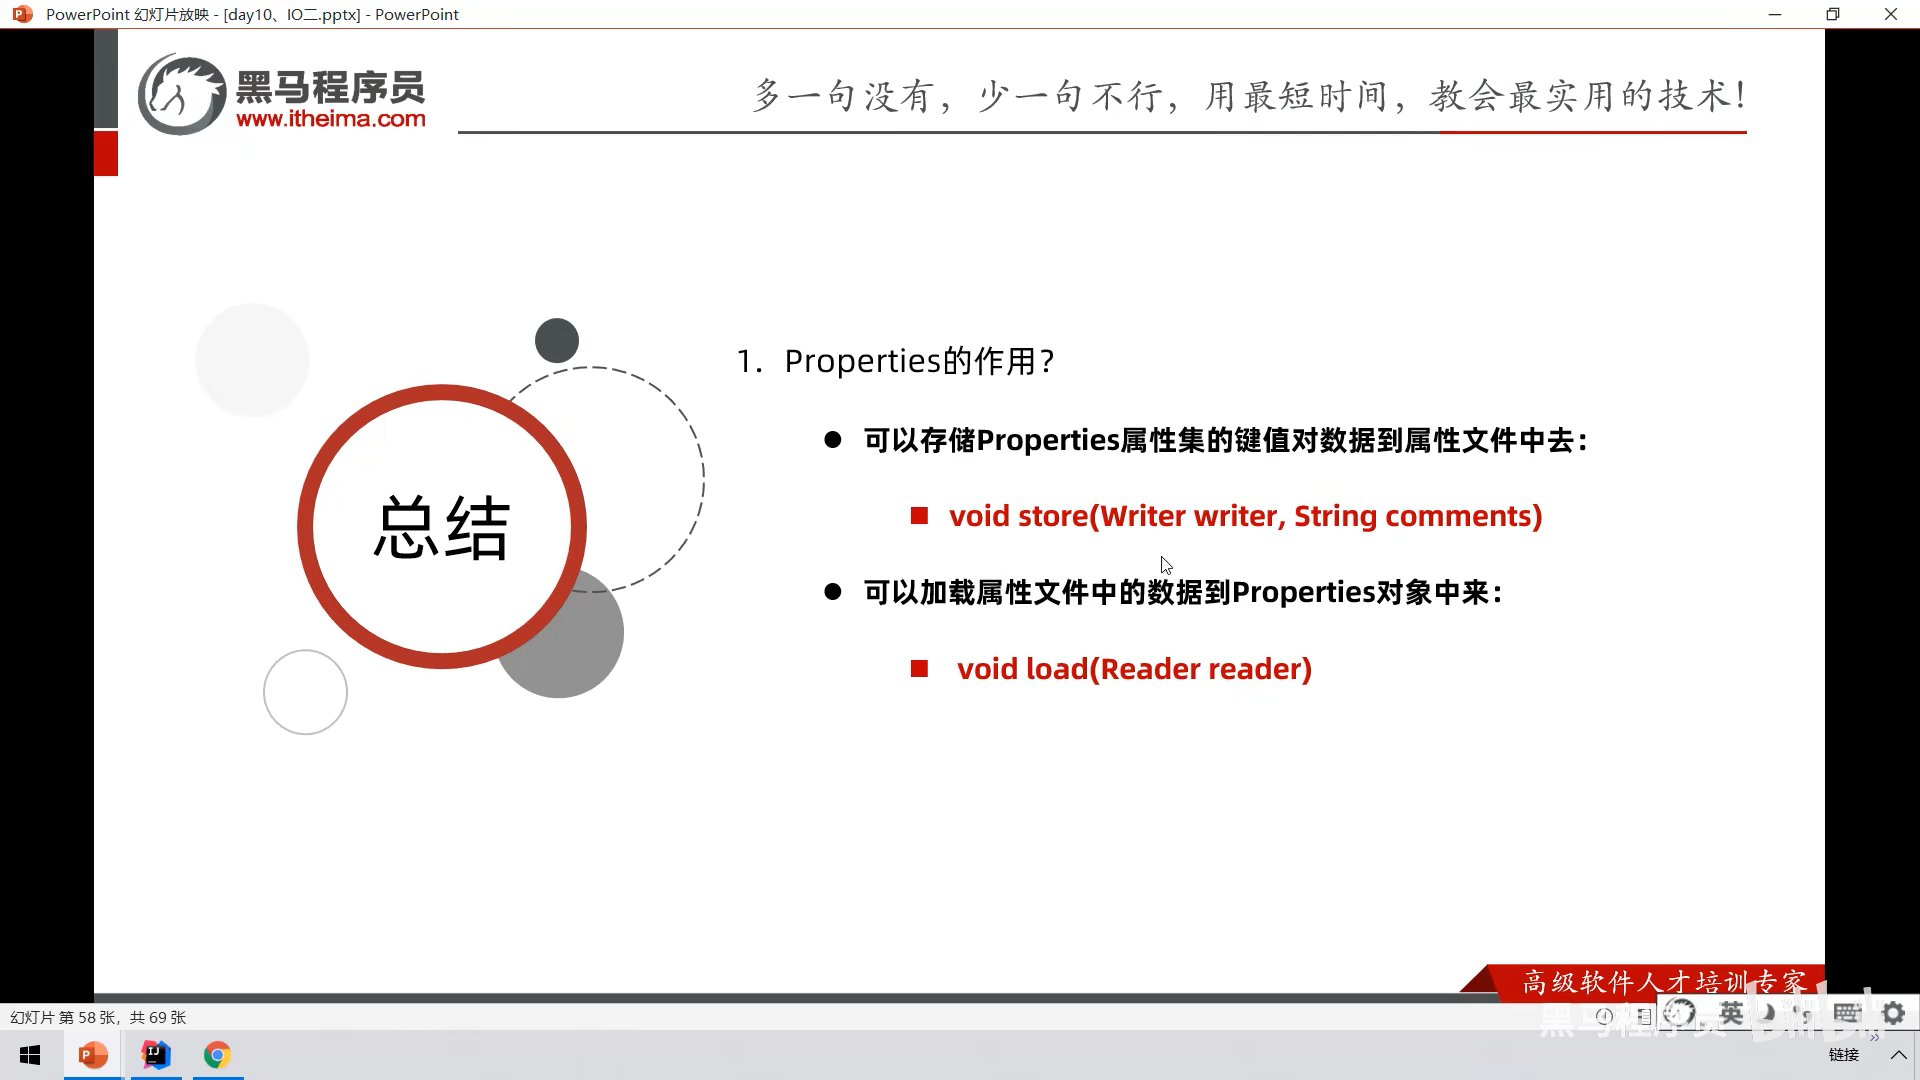 PowerPoint 幻灯片放映 - [day10、IO二.pptx] - PowerPoint
黑马程序员
www.itheima.com
多一句没有，少一句不行，用最短时间，教会最实用的技术！
总结
1. Properties的作用？
● 可以存储Properties属性集的键值对数据到属性文件中去：
■ void store(Writer writer, String comments)
● 可以加载属性文件中的数据到Properties对象中来：
■ void load(Reader reader)
高级软件人才培训专家
幻灯片 第 58 张，共 69 张
黑马程序员
bilibili
英
链接